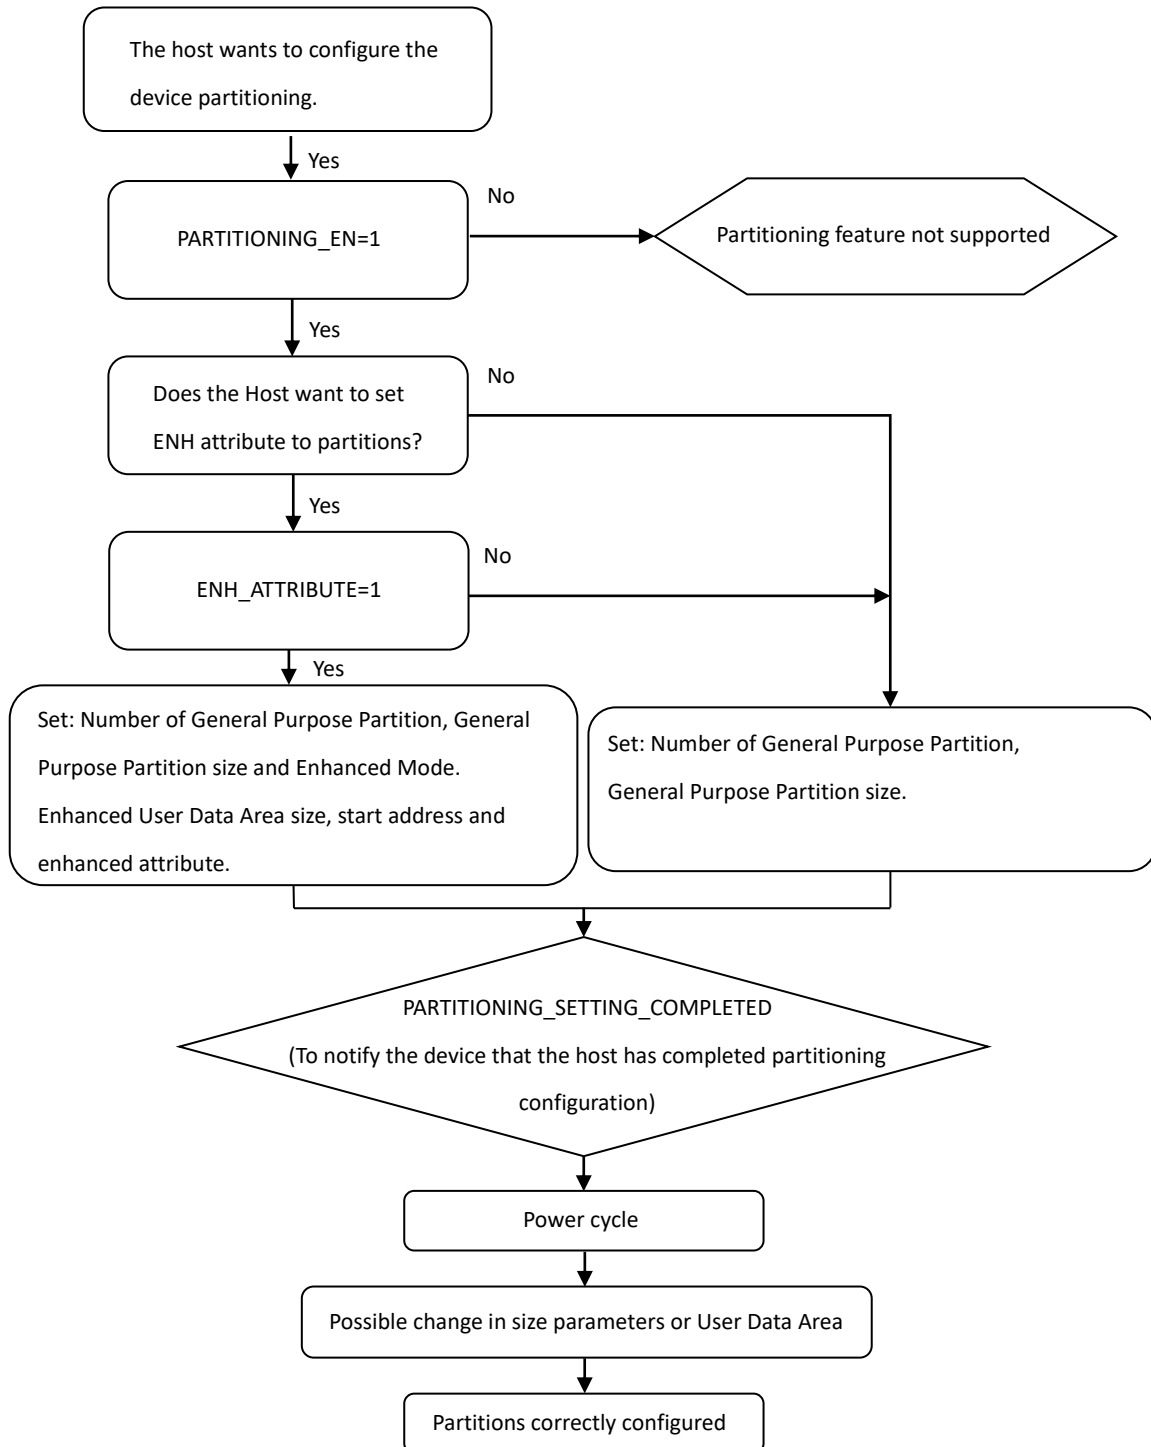 The host wants to configure the
device partitioning.
Yes
No
PARTITIONING_EN=1
Partitioning feature not supported
Yes
No
Does the Host want to set
ENH attribute to partitions?
Yes
No
ENH_ATTRIBUTE=1
Yes
Set: Number of General Purpose Partition, General
Purpose Partition size and Enhanced Mode.
Enhanced User Data Area size, start address and
enhanced attribute.
Set: Number of General Purpose Partition,
General Purpose Partition size.
PARTITIONING_SETTING_COMPLETED
(To notify the device that the host has completed partitioning
configuration)
Power cycle
Possible change in size parameters or User Data Area
Partitions correctly configured